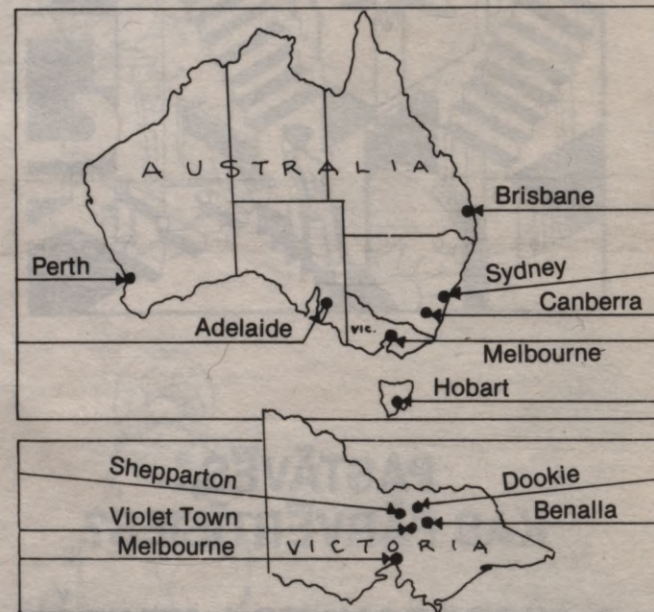 AUSTRALIA
Brisbane
Perth
Sydney
Canberra
Adelaide
VIC.
Melbourne
Hobart
Shepparton
Dookie
Violet Town
Benalla
Melbourne
VICTORIA